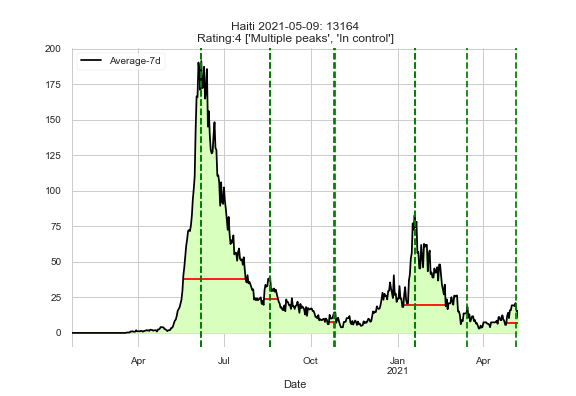 Haiti 2021-05-09: 13164
Rating:4 ['Multiple peaks', 'In control']
Average-7d
200
175
150
125
100
75
50
25
0
Apr
Jul
Oct
Jan
2021
Apr
Date